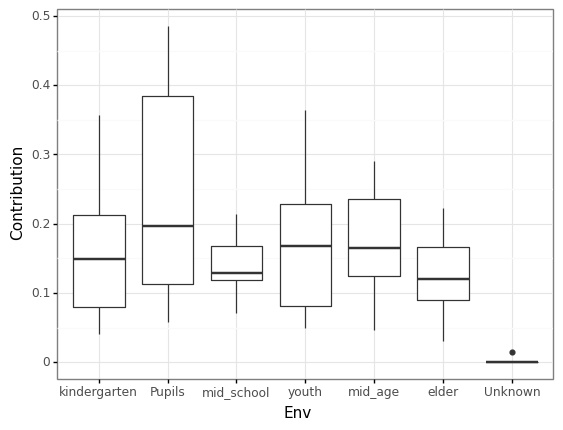 0.5
0.4
0.3
0.2
0.1
0
Contribution
kindergarten Pupils mid_school youth mid_age elder Unknown
Env